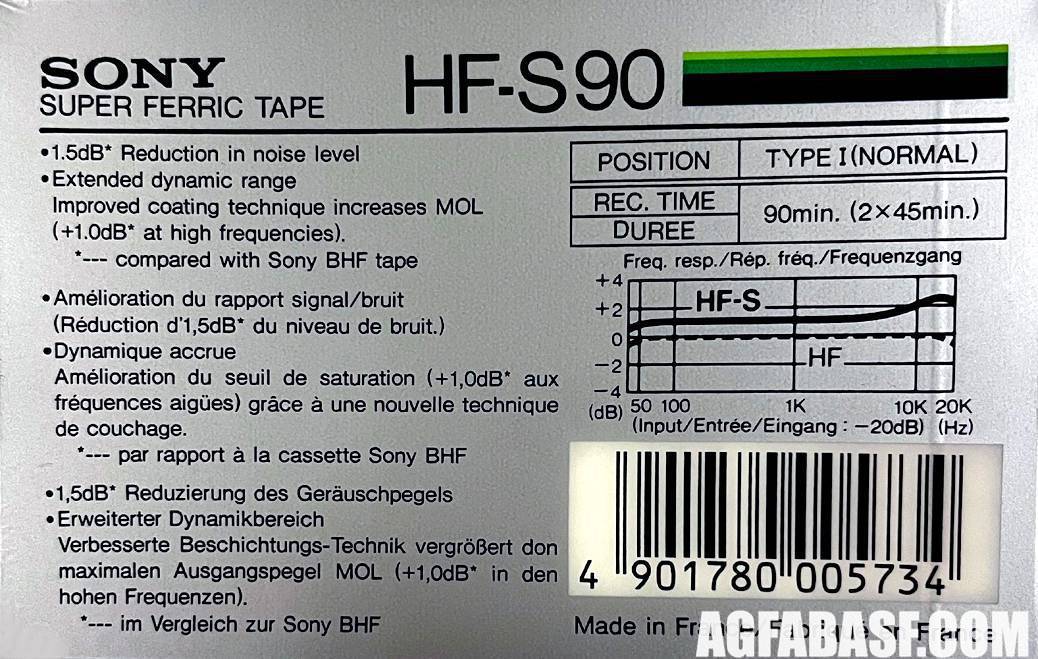 SONY
SUPER FERRIC TAPE
HF-S90
•1.5dB* Reduction in noise level
•Extended dynamic range
Improved coating technique increases MOL
(+1.0dB* at high frequencies).
*--- compared with Sony BHF tape
•Amélioration du rapport signal/bruit
(Réduction d'1,5dB* du niveau de bruit.)
•Dynamique accrue
Amélioration du seuil de saturation (+1,0dB* aux
fréquences aigües) grâce à une nouvelle technique
de couchage.
*--- par rapport à la cassette Sony BHF
•1,5dB* Reduzierung des Geräuschpegels
•Erweiterter Dynamikbereich
Verbesserte Beschichtungs-Technik vergrößert don
maximalen Ausgangspegel MOL (+1,0dB* in den
hohen Frequenzen).
*--- im Vergleich zur Sony BHF
POSITION TYPE I (NORMAL)
REC. TIME
DUREE
90min. (2×45min.)
Freq. resp./Rép. fréq./Frequenzgang
+4
+2
0
−2
−4
HF-S
HF
(dB) 50 100 1K 10K 20K
(Input/Entrée/Eingang : −20dB) (Hz)
4 901780 005734
Made in France/Fabriqué en France
AGFABASF.COM